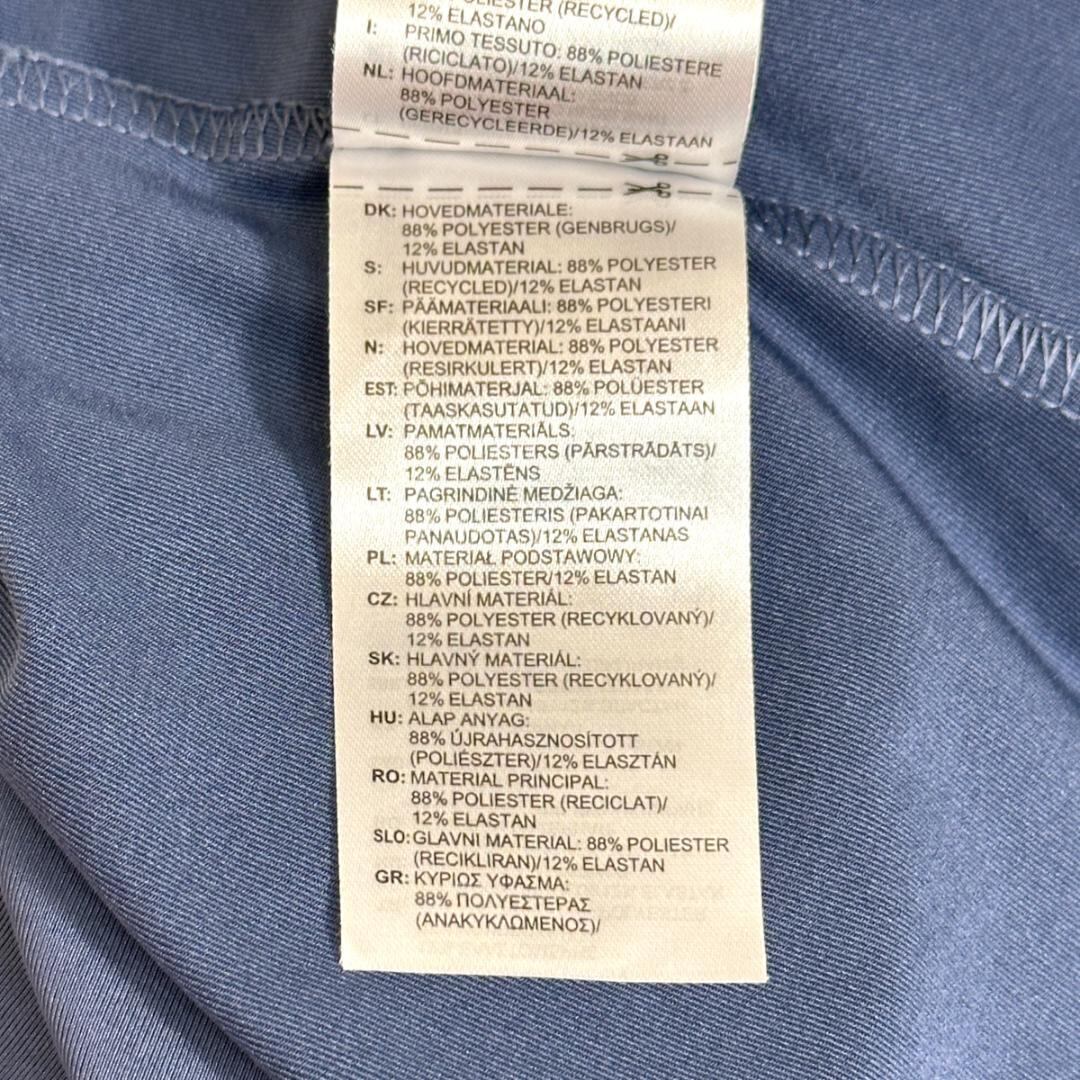 (RECYCLED)/
12% ELASTANO
I: PRIMO TESSUTO: 88% POLIESTERE
(RICICLATO)/12% ELASTAN
NL: HOOFDMATERIAAL:
88% POLYESTER
(GERECYCLEERDE)/12% ELASTAAN
DK: HOVEDMATERIALE:
88% POLYESTER (GENBRUGS)/
12% ELASTAN
S: HUVUDMATERIAL: 88% POLYESTER
(RECYCLED)/12% ELASTAN
SF: PÄÄMATERIAALI: 88% POLYESTERI
(KIERRÄTETTY)/12% ELASTAANI
N: HOVEDMATERIAL: 88% POLYESTER
(RESIRKULERT)/12% ELASTAN
EST: PÕHIMATERJAL: 88% POLÜESTER
(TAASKASUTATUD)/12% ELASTAAN
LV: PAMATMATERIĀLS:
88% POLIESTERS (PĀRSTRĀDĀTS)/
12% ELASTĒNS
LT: PAGRINDINĖ MEDŽIAGA:
88% POLIESTERIS (PAKARTOTINAI
PANAUDOTAS)/12% ELASTANAS
PL: MATERIAŁ PODSTAWOWY:
88% POLIESTER/12% ELASTAN
CZ: HLAVNÍ MATERIÁL:
88% POLYESTER (RECYKLOVANÝ)/
12% ELASTAN
SK: HLAVNÝ MATERIÁL:
88% POLYESTER (RECYKLOVANÝ)/
12% ELASTAN
HU: ALAP ANYAG:
88% ÚJRAHASZNOSÍTOTT
(POLIÉSZTER)/12% ELASZTÁN
RO: MATERIAL PRINCIPAL:
88% POLIESTER (RECICLAT)/
12% ELASTAN
SLO: GLAVNI MATERIAL: 88% POLIESTER
(RECIKLIRAN)/12% ELASTAN
GR: ΚΥΡΙΩΣ ΥΦΑΣΜΑ:
88% ΠΟΛΥΕΣΤΕΡΑΣ
(ΑΝΑΚΥΚΛΩΜΕΝΟΣ)/